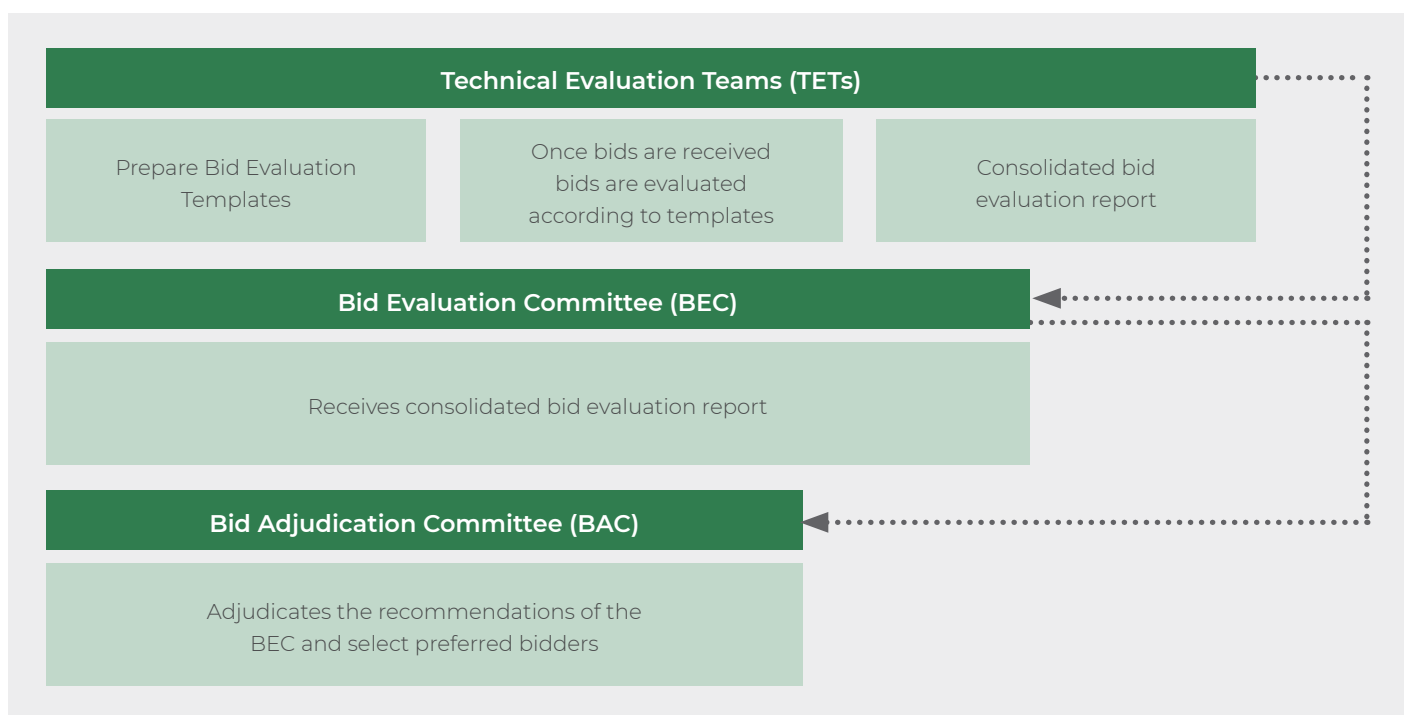 Technical Evaluation Teams (TETs)
Prepare Bid Evaluation
Templates
Once bids are received
bids are evaluated
according to templates
Consolidated bid
evaluation report
Bid Evaluation Committee (BEC)
Receives consolidated bid evaluation report
Bid Adjudication Committee (BAC)
Adjudicates the recommendations of the
BEC and select preferred bidders